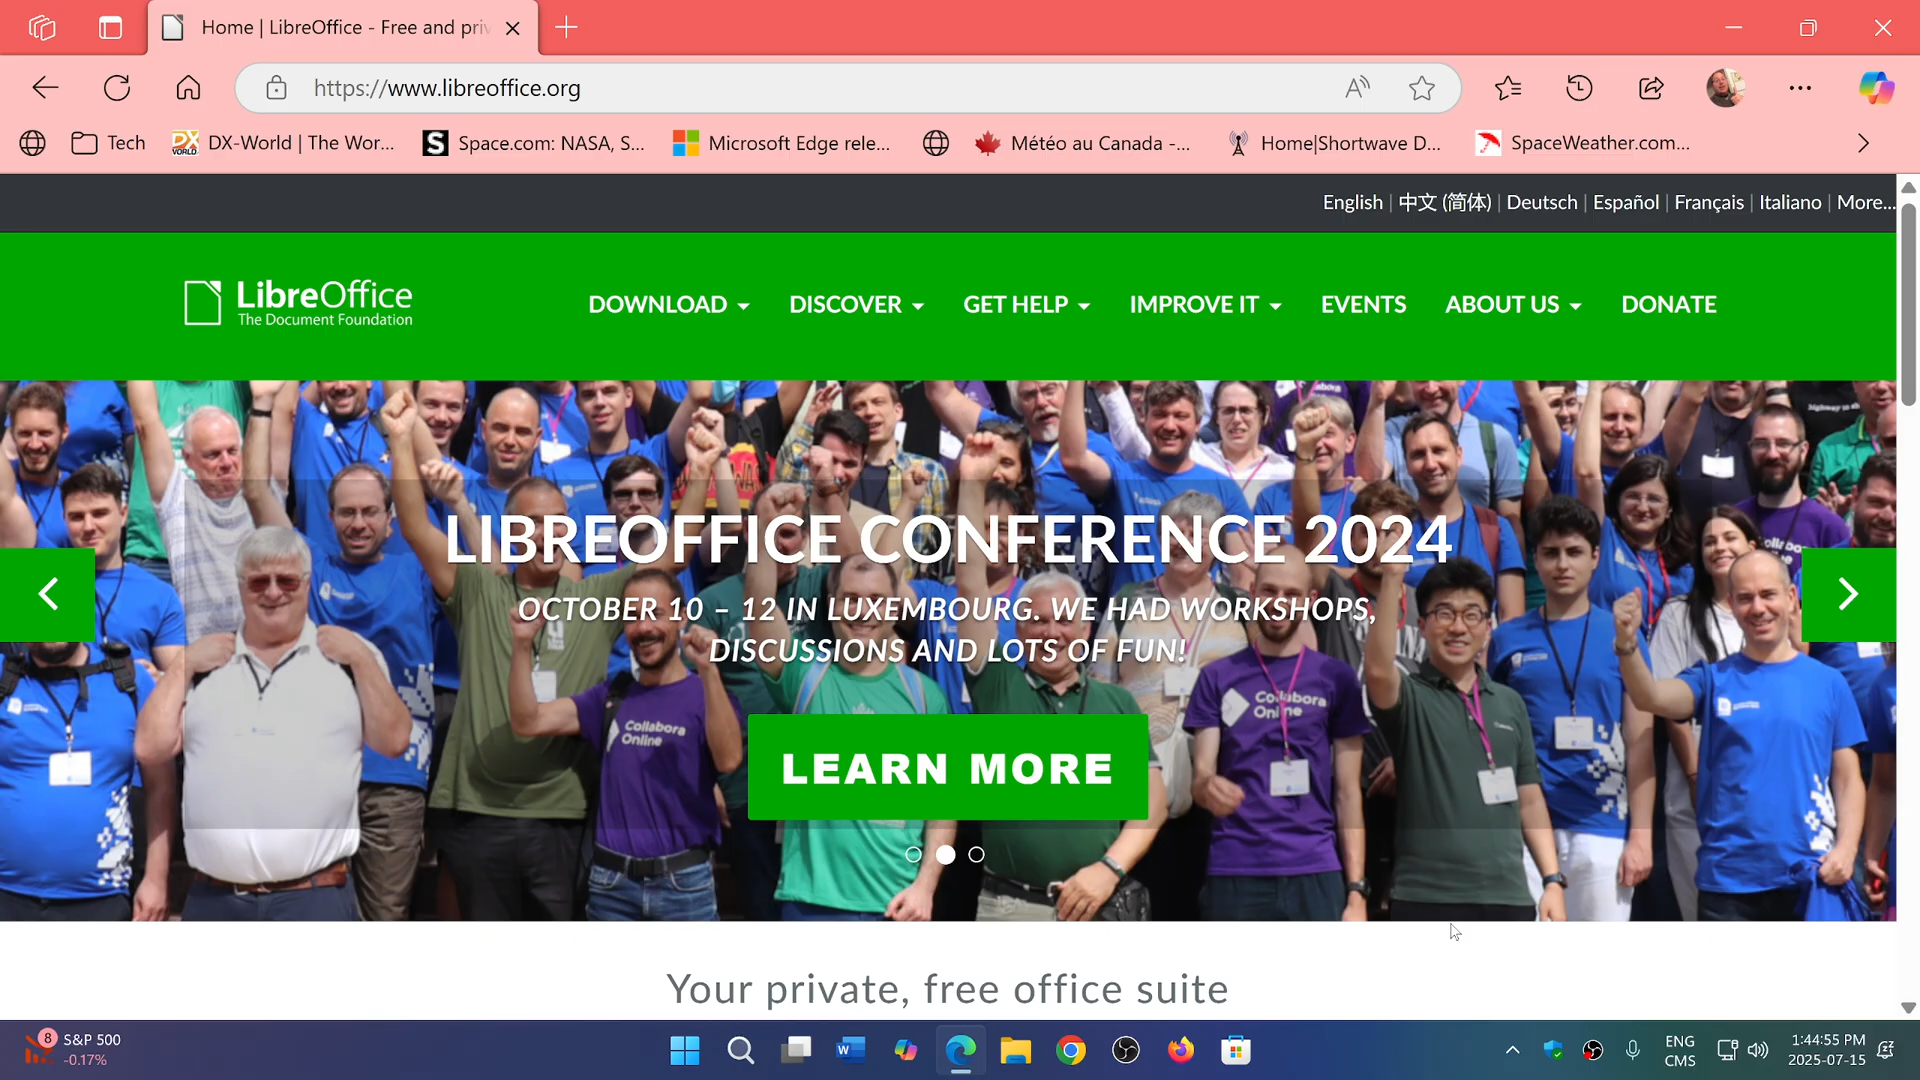 Home | LibreOffice - Free and priv
https://www.libreoffice.org
Tech
DX-World | The Wor...
Space.com: NASA, S...
Microsoft Edge rele...
Météo au Canada -...
Home|Shortwave D...
SpaceWeather.com...
English | 中文 (简体) | Deutsch | Español | Français | Italiano | More...
LibreOffice
The Document Foundation
DOWNLOAD
DISCOVER
GET HELP
IMPROVE IT
EVENTS
ABOUT US
DONATE
LIBREOFFICE CONFERENCE 2024
OCTOBER 10 – 12 IN LUXEMBOURG. WE HAD WORKSHOPS,
DISCUSSIONS AND LOTS OF FUN!
Collabora
Online
Collabora
Online
LEARN MORE
Your private, free office suite
8
S&P 500
-0.17%
ENG
CMS
1:44:55 PM
2025-07-15